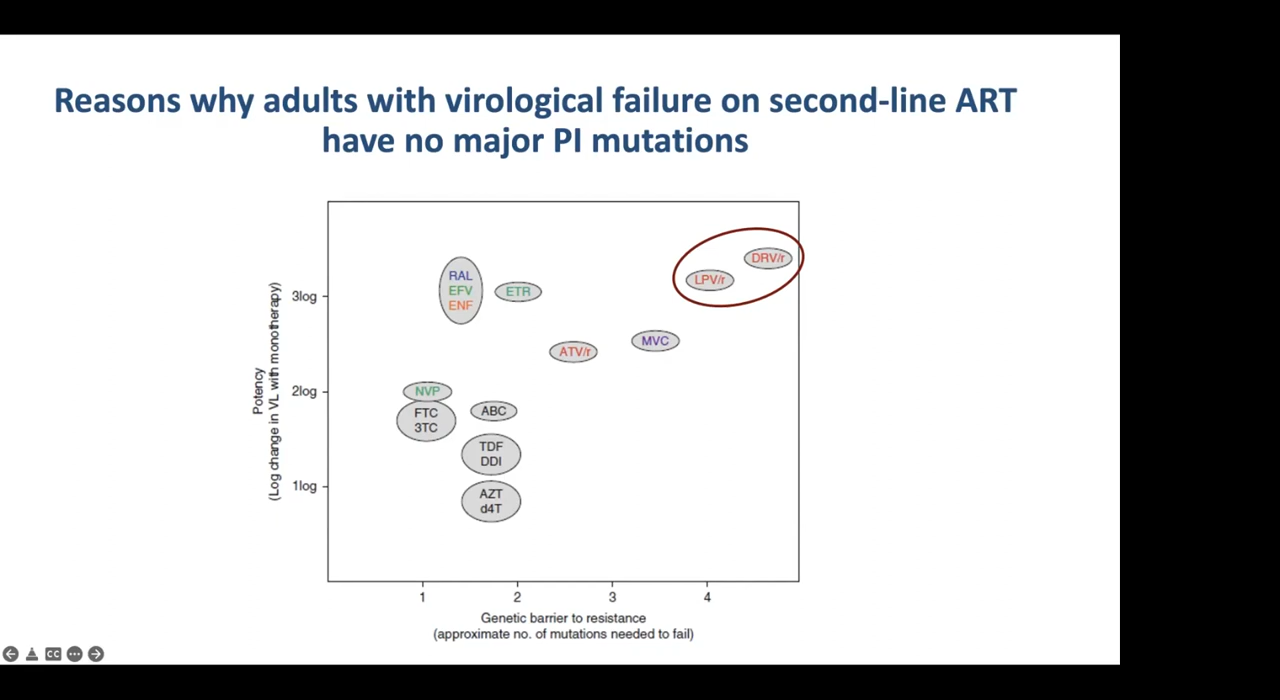 Reasons why adults with virological failure on second-line ART
have no major PI mutations
Potency
(Log change in VL with monotherapy)
3log
2log
1log
RAL
EFV
ENF
ETR
LPV/r
DRV/r
ATV/r
MVC
NVP
FTC
3TC
ABC
TDF
DDI
AZT
d4T
1
2
3
4
Genetic barrier to resistance
(approximate no. of mutations needed to fail)
CC